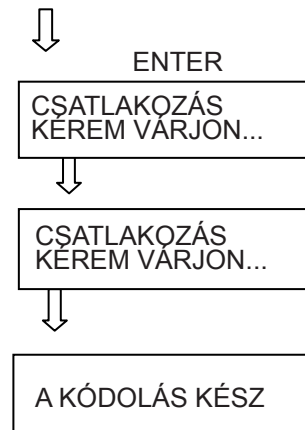 ENTER
CSATLAKOZÁS
KÉREM VÁRJON...
CSATLAKOZÁS
KÉREM VÁRJON...
A KÓDOLÁS KÉSZ